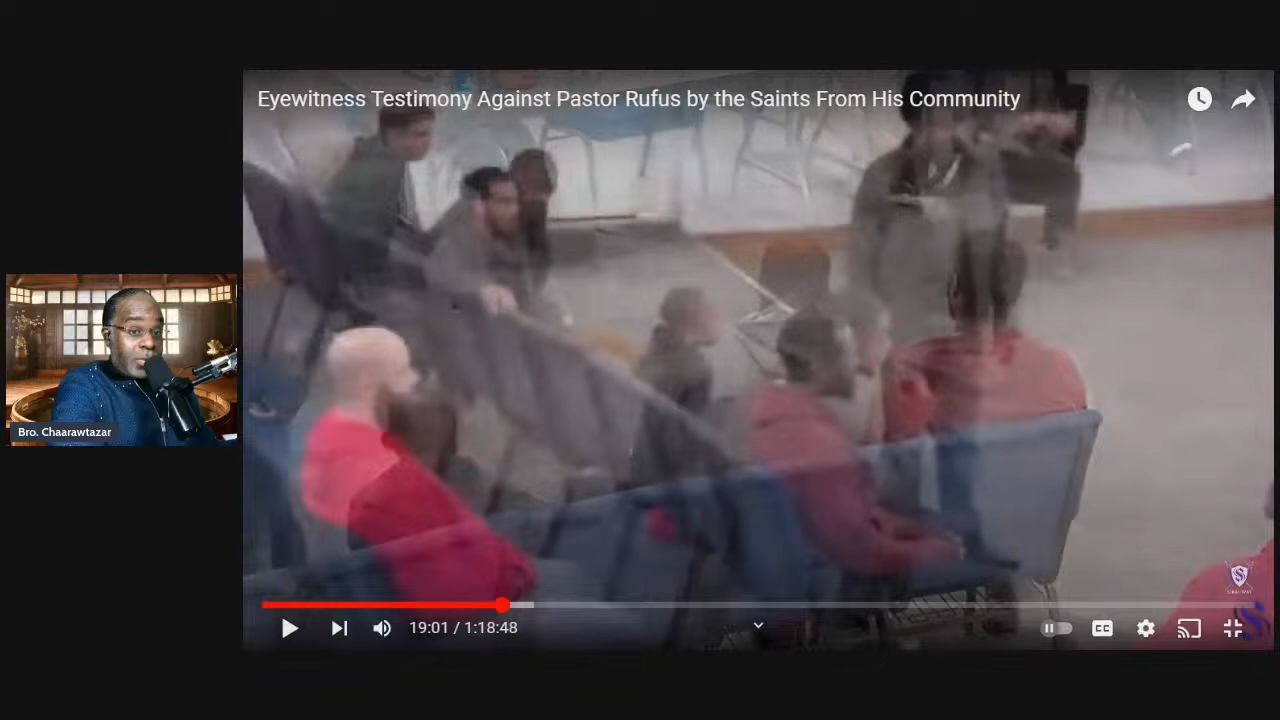 Eyewitness Testimony Against Pastor Rufus by the Saints From His Community
Bro. Chaarawtazar
19:01 / 1:18:48
CC